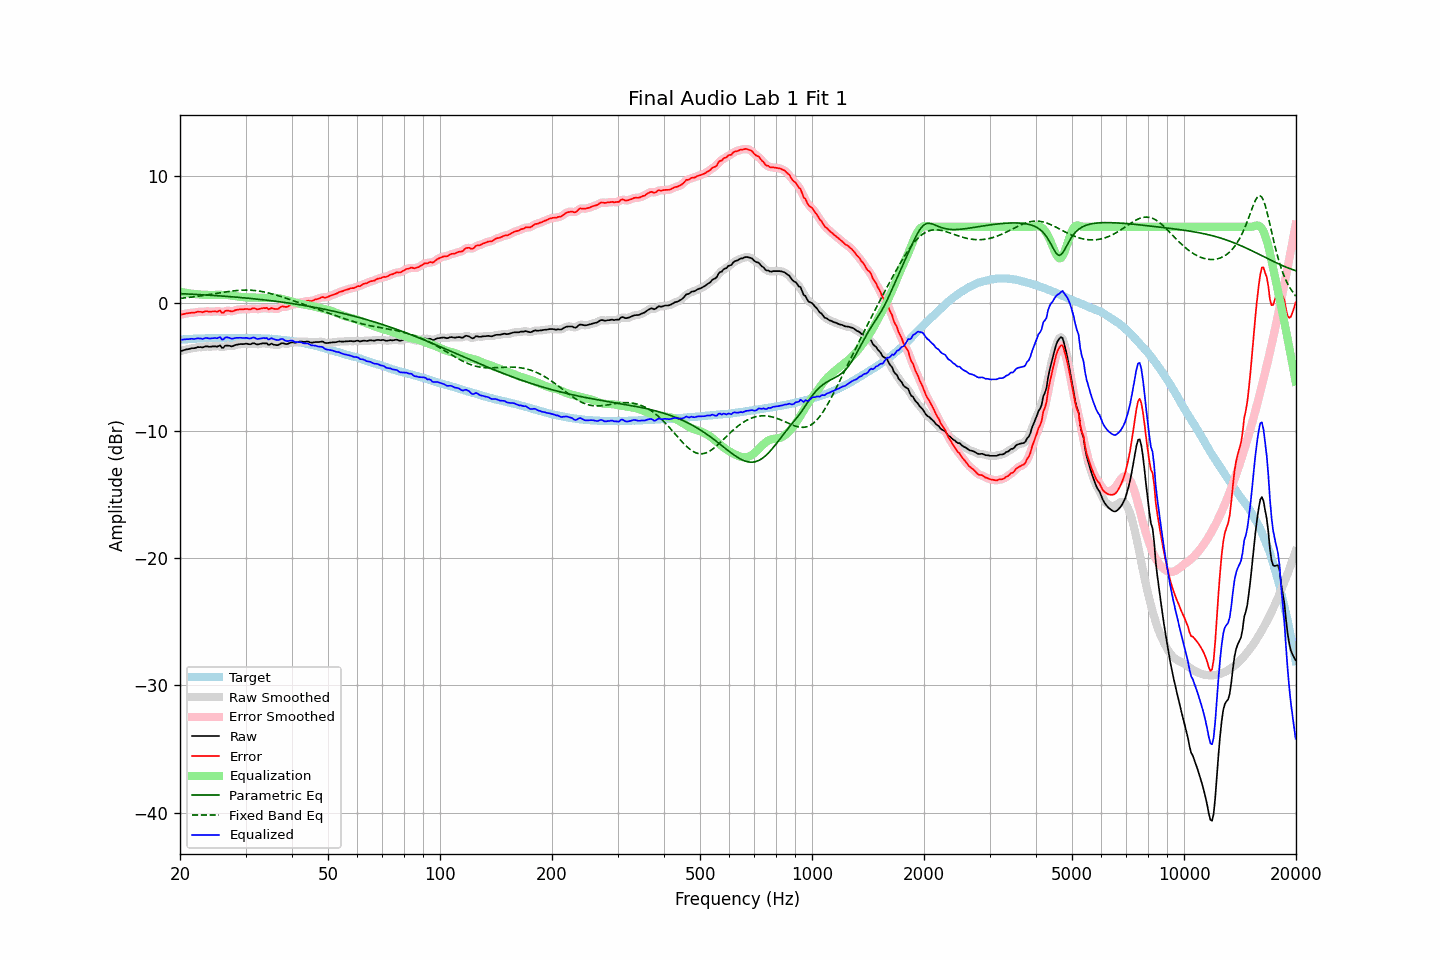 Final Audio Lab 1 Fit 1
Amplitude (dBr)
10
0
−10
−20
−30
−40
Target
Raw Smoothed
Error Smoothed
Raw
Error
Equalization
Parametric Eq
Fixed Band Eq
Equalized
20 50 100 200 500 1000 2000 5000 10000 20000
Frequency (Hz)